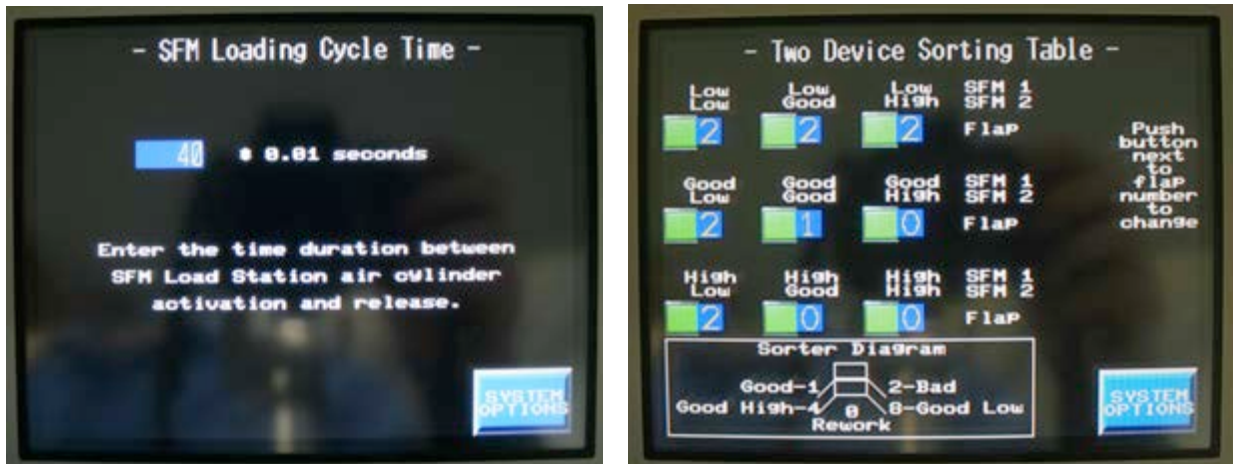 - SFM Loading Cycle Time -
40 * 0.01 seconds
Enter the time duration between
SFM Load Station air cylinder
activation and release.
SYSTEM
OPTIONS
- Two Device Sorting Table -
Low Low Low SFM 1
Low Good High SFM 2
2 2 2 Flap
Good Good Good SFM 1
Low Good High SFM 2
2 1 0 Flap
High High High SFM 1
Low Good High SFM 2
2 0 0 Flap
Push
button
next
to
flap
number
to
change
Sorter Diagram
Good-1 2-Bad
Good High-4 0 8-Good Low
Rework
SYSTEM
OPTIONS